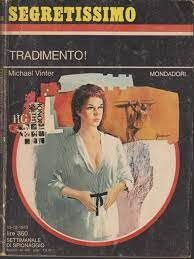 SEGRETISSIMO
TRADIMENTO!
Michael Vinter
MONDADORI
lire 350
SETTIMANALE
DI SPIONAGGIO